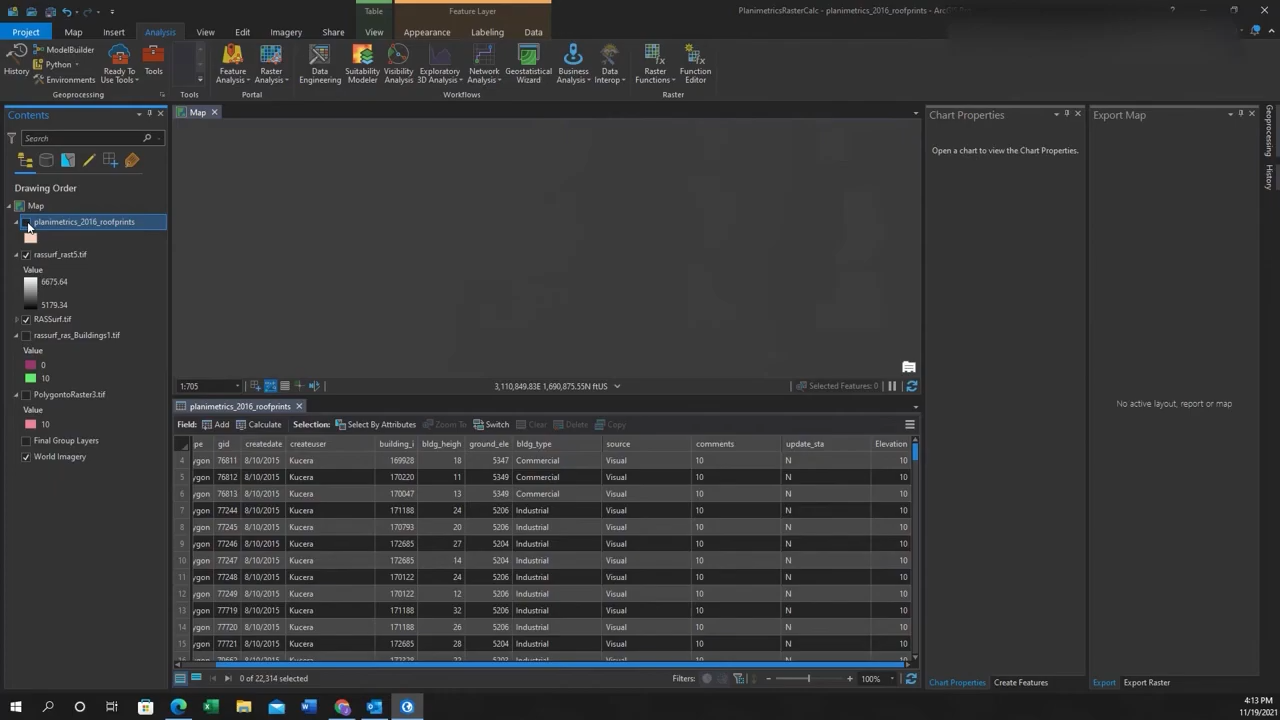 Table
Feature Layer
PlanimetricsRasterCalc - planimetrics_2016_roofprints - ArcG
Project Map Insert Analysis View Edit Imagery Share View Appearance Labeling Data
History
ModelBuilder
Python
Environments
Ready To Use Tools
Tools
Feature Analysis
Raster Analysis
Data Engineering
Suitability Modeler
Visibility Analysis
Exploratory 3D Analysis
Network Analysis
Geostatistical Wizard
Business Analysis
Data Interop
Raster Functions
Function Editor
Geoprocessing Tools Portal Workflows Raster
Contents
Search
Drawing Order
Map
planimetrics_2016_roofprints
rassurf_rast5.tif
Value
6675.64
5179.34
RASSurf.tif
rassurf_ras_Buildings1.tif
Value
0
10
PolygontoRaster3.tif
Value
10
Final Group Layers
World Imagery
Map
1:705
3,110,849.83E 1,690,875.55N ftUS
Selected Features: 0
planimetrics_2016_roofprints
Field: Add Calculate Selection: Select By Attributes Zoom To Switch Clear Delete Copy
pe gid createdate createuser building_i bldg_heigh ground_ele bldg_type source comments update_sta Elevation
4 ygon 76811 8/10/2015 Kucera 169928 18 5347 Commercial Visual 10 N 10
5 ygon 76812 8/10/2015 Kucera 170220 11 5349 Commercial Visual 10 N 10
6 ygon 76813 8/10/2015 Kucera 170047 13 5349 Commercial Visual 10 N 10
7 ygon 77244 8/10/2015 Kucera 171188 24 5206 Industrial Visual 10 N 10
8 ygon 77245 8/10/2015 Kucera 170793 20 5206 Industrial Visual 10 N 10
9 ygon 77246 8/10/2015 Kucera 172685 27 5204 Industrial Visual 10 N 10
10 ygon 77247 8/10/2015 Kucera 172685 14 5204 Industrial Visual 10 N 10
11 ygon 77248 8/10/2015 Kucera 170122 24 5206 Industrial Visual 10 N 10
12 ygon 77249 8/10/2015 Kucera 170122 12 5206 Industrial Visual 10 N 10
13 ygon 77719 8/10/2015 Kucera 171188 32 5206 Industrial Visual 10 N 10
14 ygon 77720 8/10/2015 Kucera 171188 26 5206 Industrial Visual 10 N 10
15 ygon 77721 8/10/2015 Kucera 172685 28 5204 Industrial Visual 10 N 10
0 of 22,314 selected
Filters:
100%
Chart Properties
Open a chart to view the Chart Properties.
Chart Properties Create Features
Export Map
No active layout, report or map
Export Export Raster
Geoprocessing
History
4:13 PM
11/19/2021